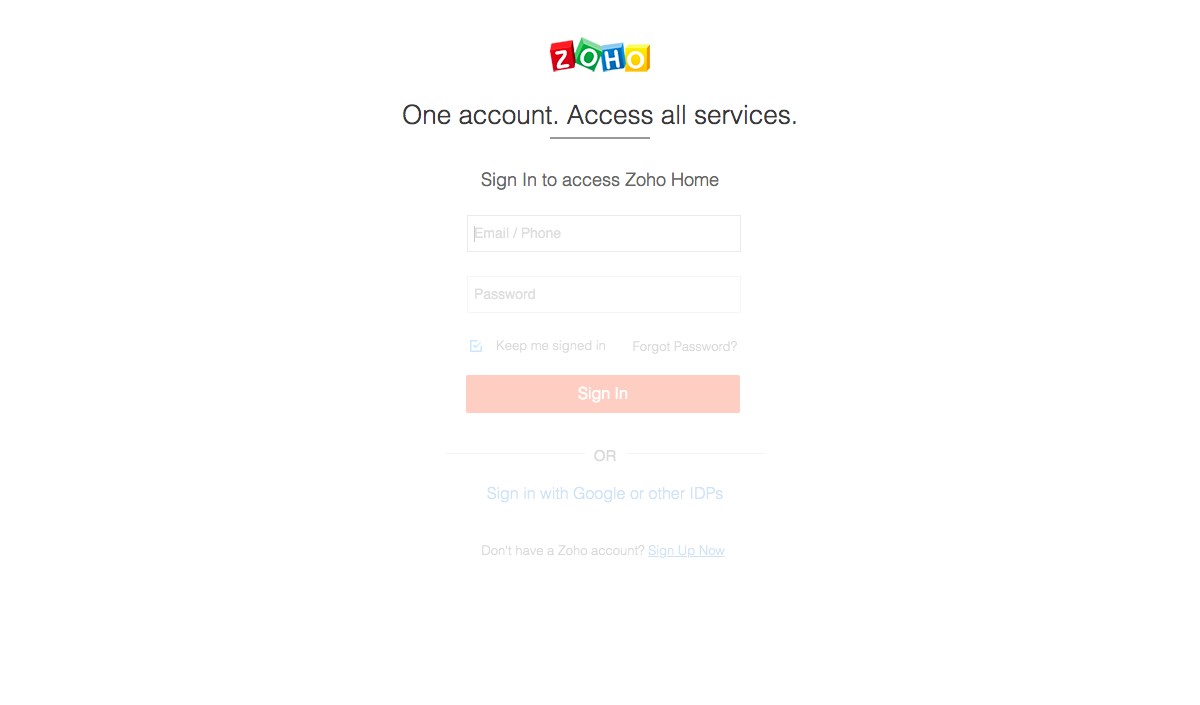 ZOHO
One account. Access all services.
Sign In to access Zoho Home
Email / Phone
Password
Keep me signed in Forgot Password?
Sign In
OR
Sign in with Google or other IDPs
Don't have a Zoho account? Sign Up Now